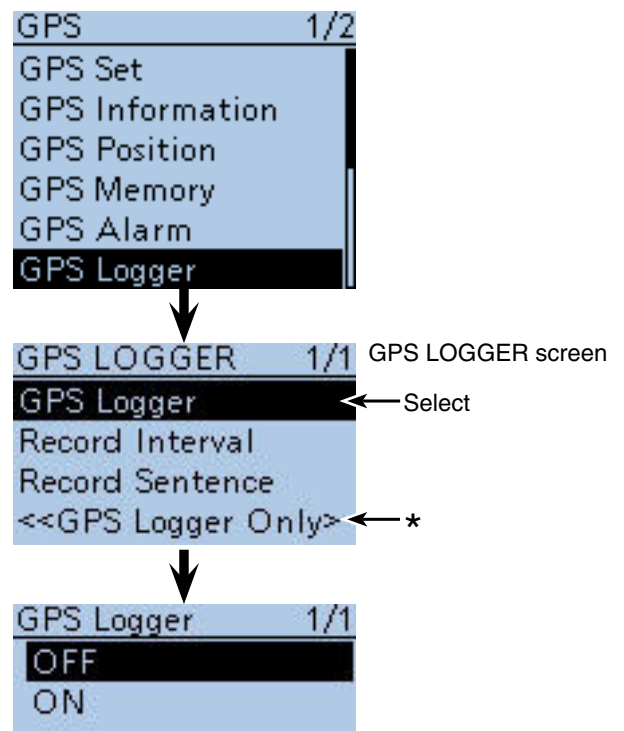 GPS 1/2
GPS Set
GPS Information
GPS Position
GPS Memory
GPS Alarm
GPS Logger
GPS LOGGER 1/1 GPS LOGGER screen
GPS Logger Select
Record Interval
Record Sentence
<<GPS Logger Only> *
GPS Logger 1/1
OFF
ON